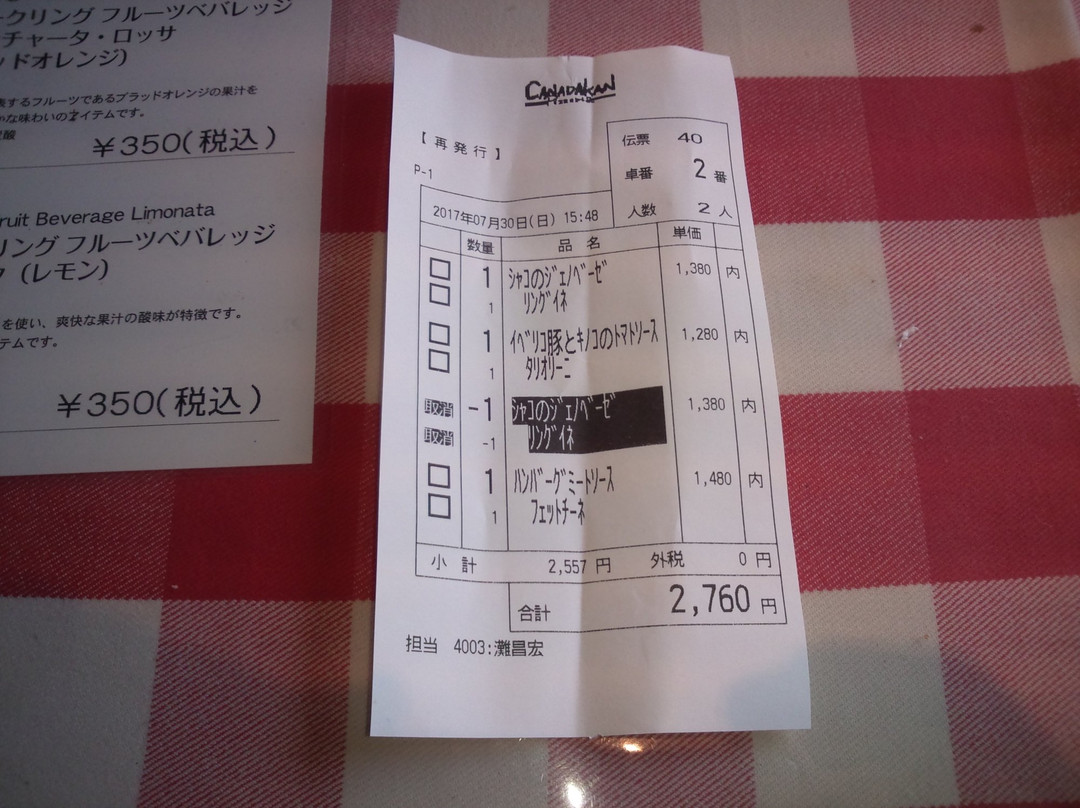 クリング フルーツベバレッジ
チャータ・ロッサ
ッドオレンジ）
表するフルーツであるブラッドオレンジの果汁を
かな味わいのアイテムです。
炭酸
￥350(税込)
ruit Beverage Limonata
リング フルーツベバレッジ
（レモン）
を使い、爽快な果汁の酸味が特徴です。
テムです。
￥350(税込)
CANADAKAN
【再発行】
P-1
伝票 40
卓番 2 番
人数 2 人
2017年07月30日(日) 15:48
数量 品名 単価
1 ｼｬｺのｼﾞｪﾉﾍﾞｰｾﾞ 1,380 内
1 ﾘﾝｸﾞｲﾈ
1 ｲﾍﾞﾘｺ豚とｷﾉｺのﾄﾏﾄｿｰｽ 1,280 内
1 ﾀﾘｵﾘｰﾆ
取消 -1 ｼｬｺのｼﾞｪﾉﾍﾞｰｾﾞ 1,380 内
取消 -1 ﾘﾝｸﾞｲﾈ
1 ﾊﾝﾊﾞｰｸﾞﾐｰﾄｿｰｽ 1,480 内
1 ﾌｪｯﾄﾁｰﾈ
小計 2,557 円 外税 0 円
合計 2,760 円
担当 4003:灘昌宏